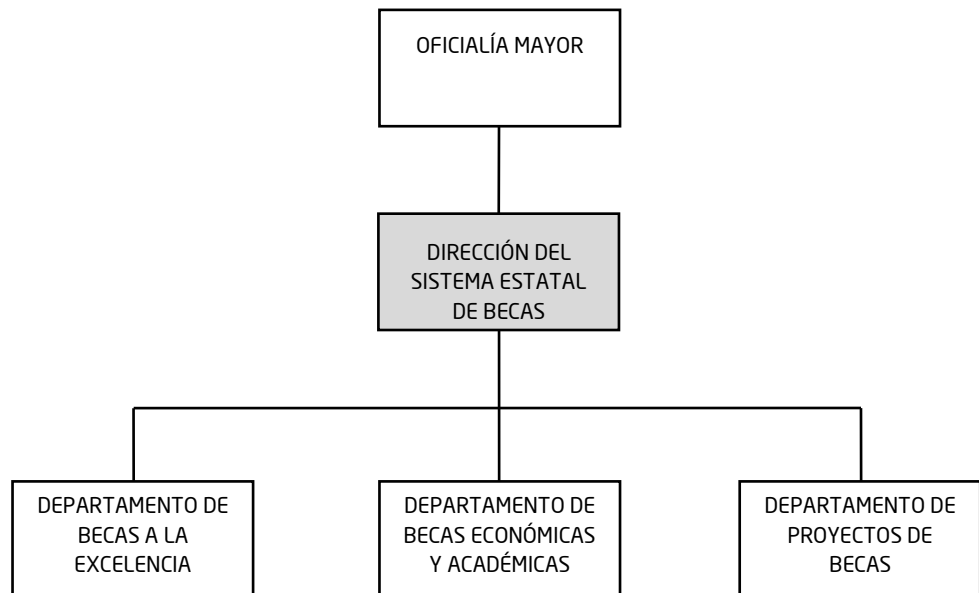 OFICIALÍA MAYOR
DIRECCIÓN DEL
SISTEMA ESTATAL
DE BECAS
DEPARTAMENTO DE
BECAS A LA
EXCELENCIA
DEPARTAMENTO DE
BECAS ECONÓMICAS
Y ACADÉMICAS
DEPARTAMENTO DE
PROYECTOS DE
BECAS